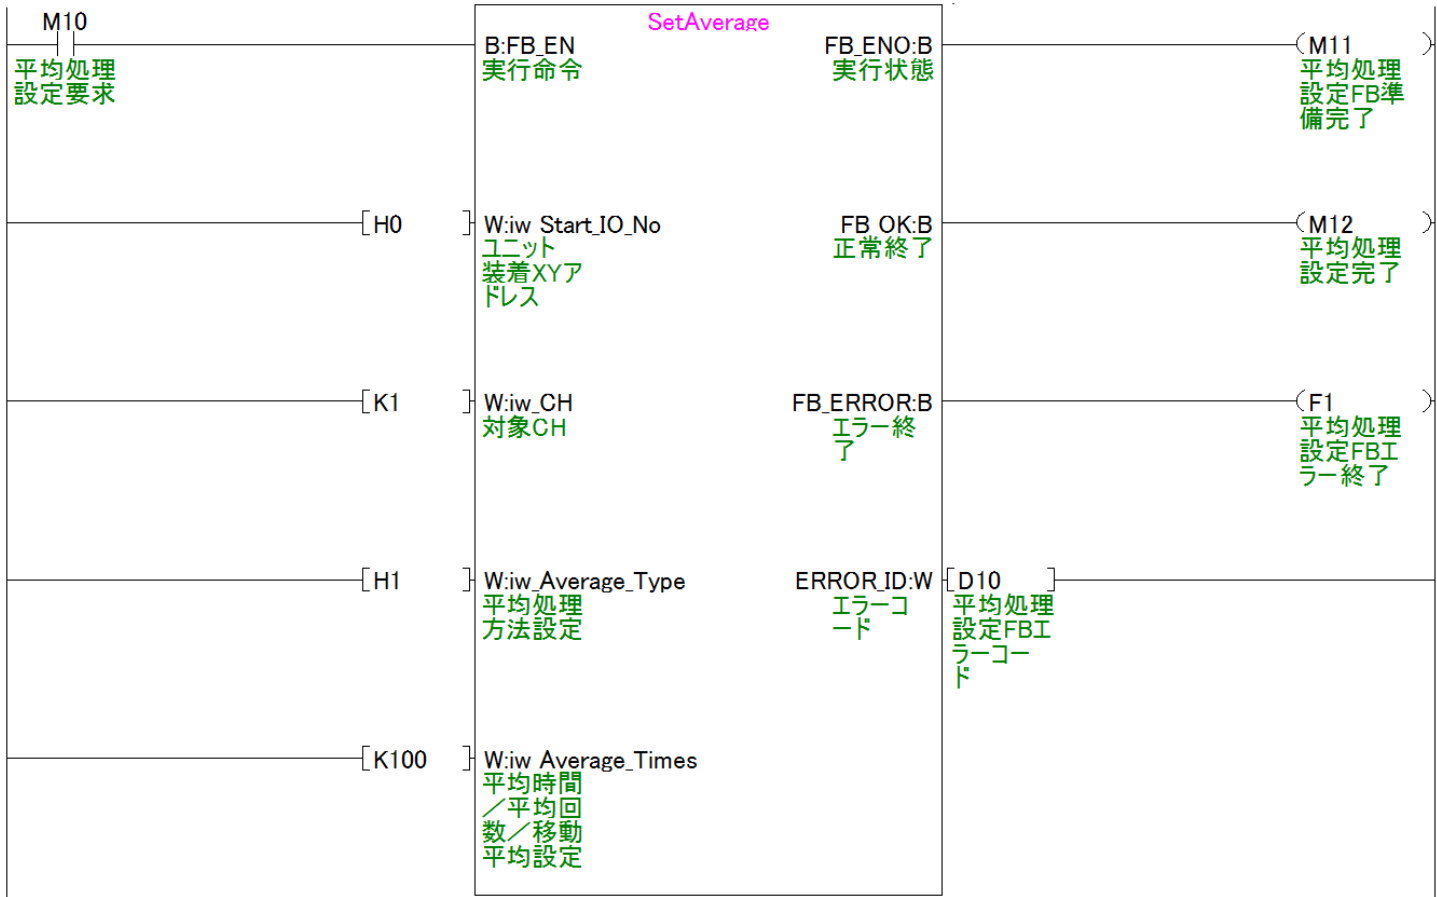 SetAverage
M10
平均処理
設定要求
B:FB_EN
実行命令
FB_ENO:B
実行状態
M11
平均処理
設定FB準
備完了
H0
W:iw_Start_IO_No
ユニット
装着XYア
ドレス
FB_OK:B
正常終了
M12
平均処理
設定完了
K1
W:iw_CH
対象CH
FB_ERROR:B
エラー終
了
F1
平均処理
設定FBエ
ラー終了
H1
W:iw_Average_Type
平均処理
方法設定
ERROR_ID:W
エラーコ
ード
D10
平均処理
設定FBエ
ラーコー
ド
K100
W:iw_Average_Times
平均時間
／平均回
数／移動
平均設定